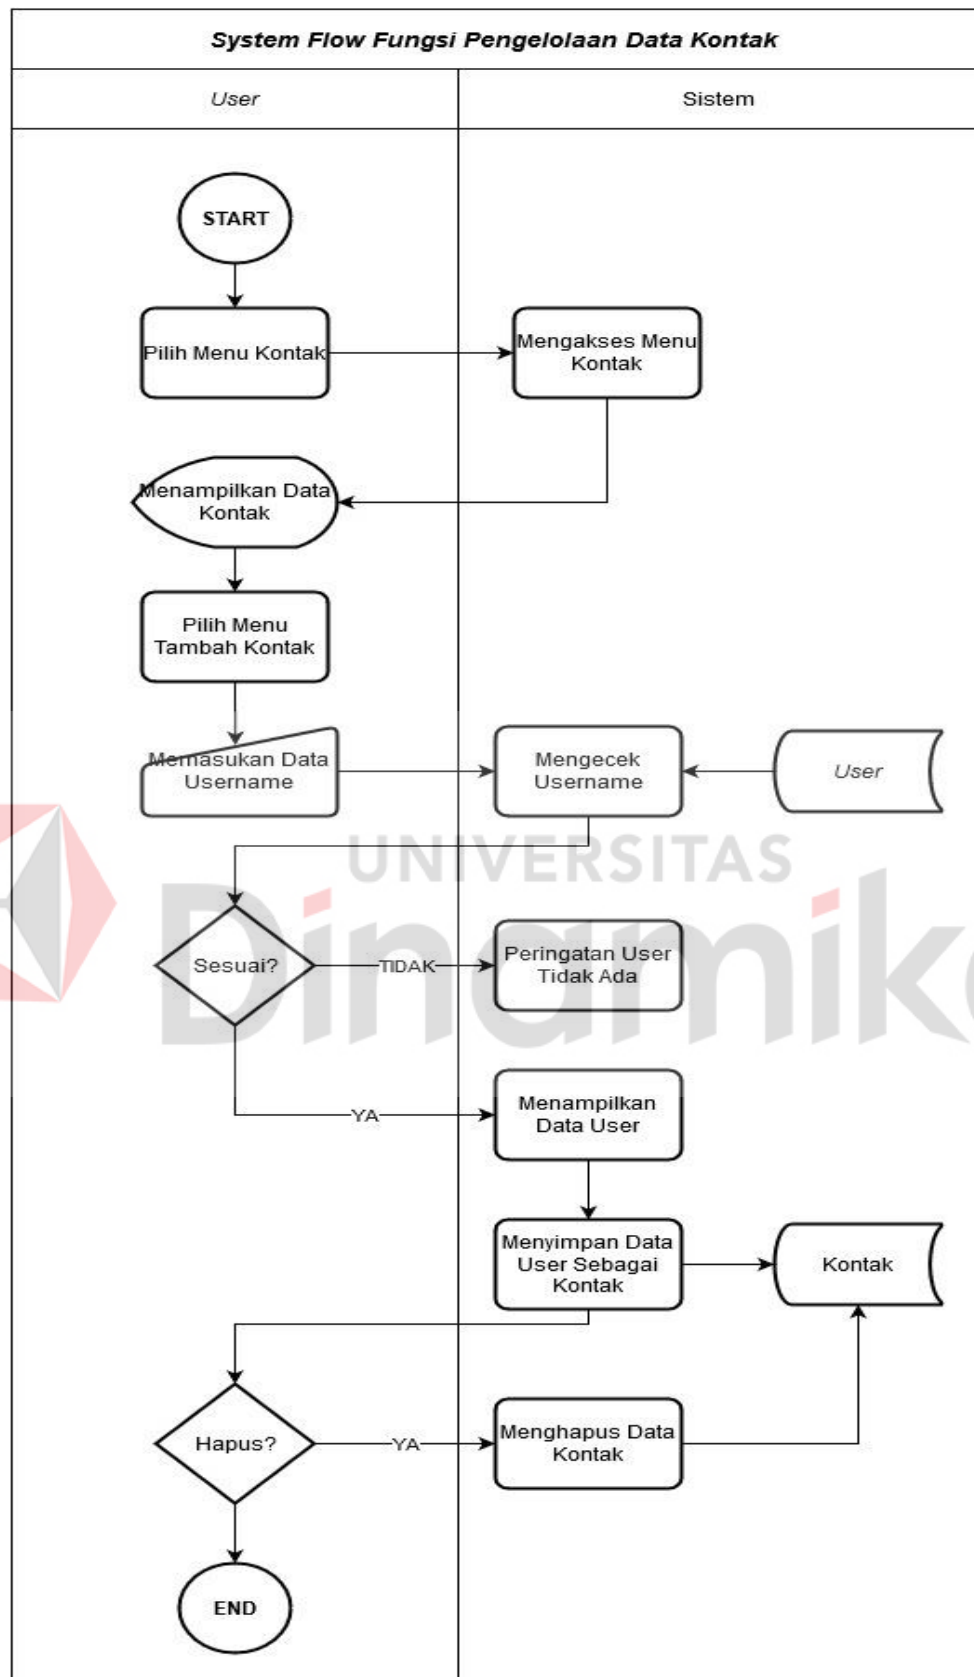 System Flow Fungsi Pengelolaan Data Kontak
User
Sistem
START
Pilih Menu Kontak
Mengakses Menu
Kontak
Menampilkan Data
Kontak
Pilih Menu
Tambah Kontak
Memasukan Data
Username
Mengecek
Username
User
UNIVERSITAS
Dinamika
Sesuai?
TIDAK
Peringatan User
Tidak Ada
YA
Menampilkan
Data User
Menyimpan Data
User Sebagai
Kontak
Kontak
Hapus?
YA
Menghapus Data
Kontak
END